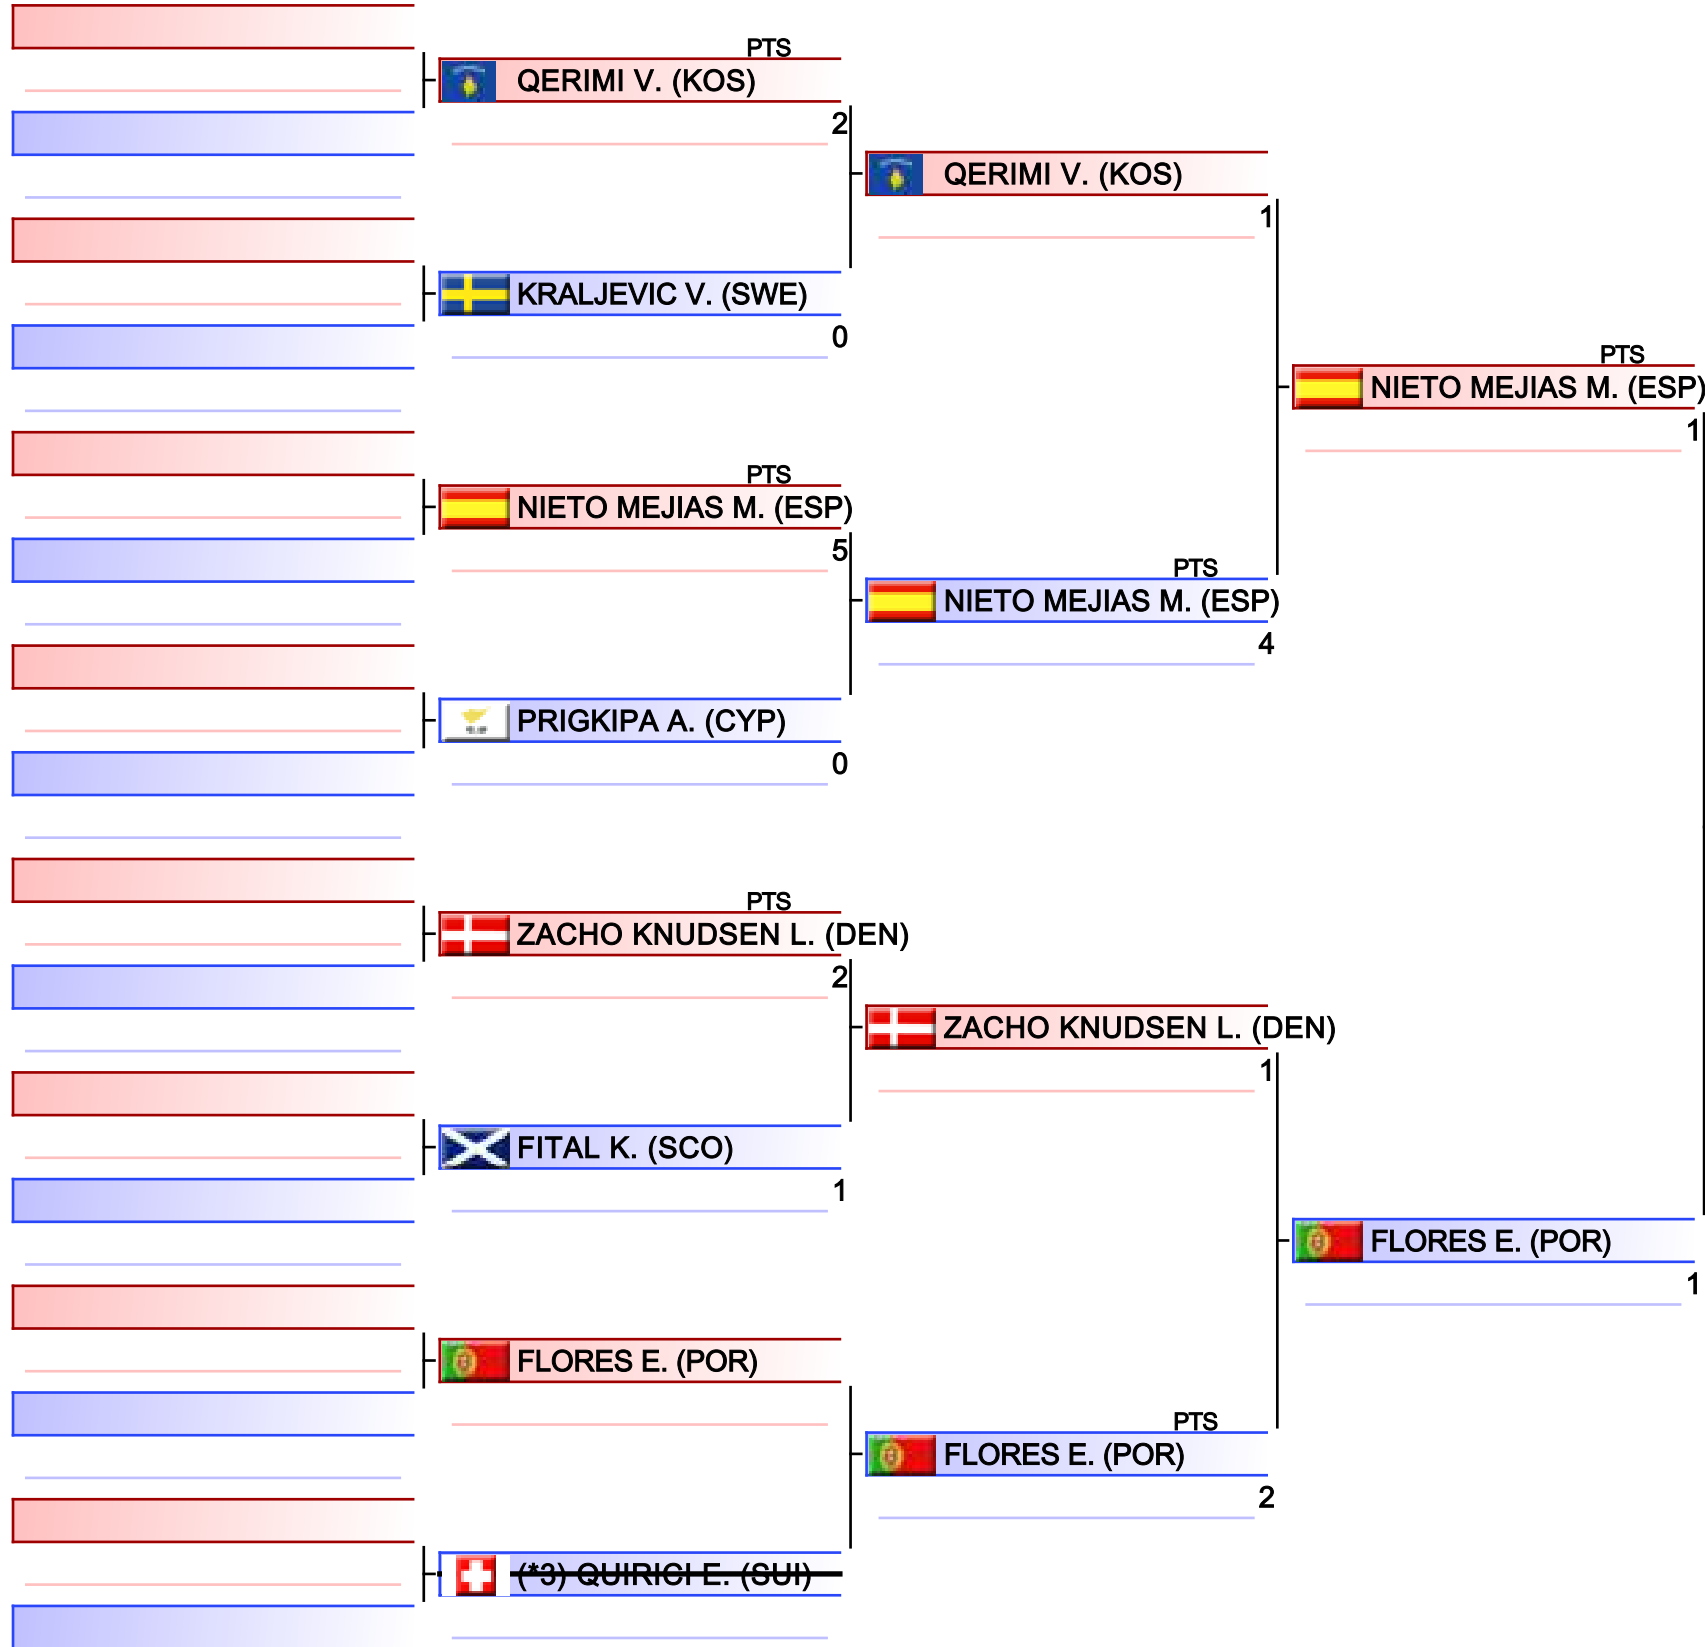 PTS
QERIMI V. (KOS)
2
KRALJEVIC V. (SWE)
0
PTS
NIETO MEJIAS M. (ESP)
5
PRIGKIPA A. (CYP)
0
PTS
ZACHO KNUDSEN L. (DEN)
2
FITAL K. (SCO)
1
FLORES E. (POR)
(*3) QUIRICI E. (SUI)
QERIMI V. (KOS)
1
PTS
NIETO MEJIAS M. (ESP)
4
ZACHO KNUDSEN L. (DEN)
1
PTS
FLORES E. (POR)
2
PTS
NIETO MEJIAS M. (ESP)
1
FLORES E. (POR)
1